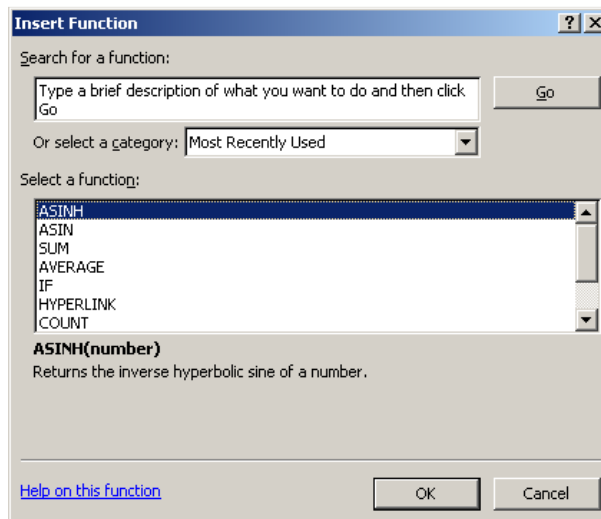 Insert Function
Search for a function:
Type a brief description of what you want to do and then click
Go
Go
Or select a category: Most Recently Used
Select a function:
ASINH
ASIN
SUM
AVERAGE
IF
HYPERLINK
COUNT
ASINH(number)
Returns the inverse hyperbolic sine of a number.
Help on this function
OK
Cancel